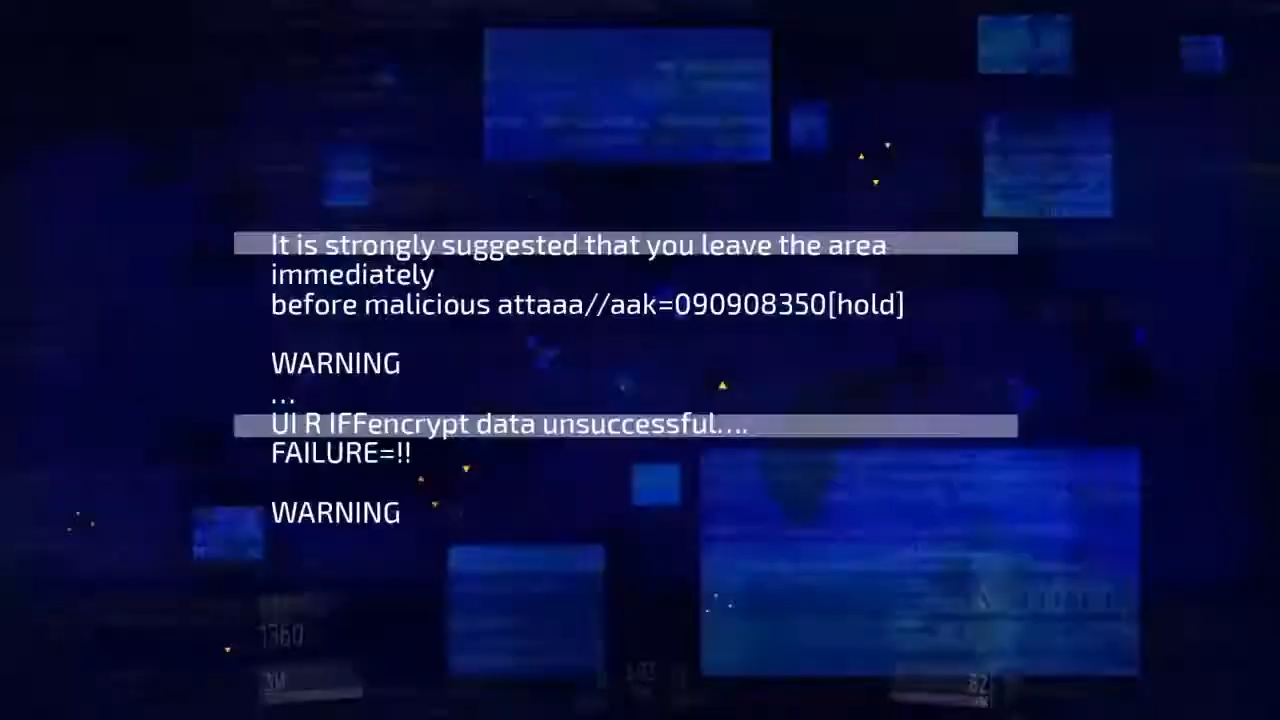 It is strongly suggested that you leave the area
immediately
before malicious attaaa//aak=090908350[hold]
WARNING
...
UI R IFFencrypt data unsuccessful....
FAILURE=!!
WARNING
1360